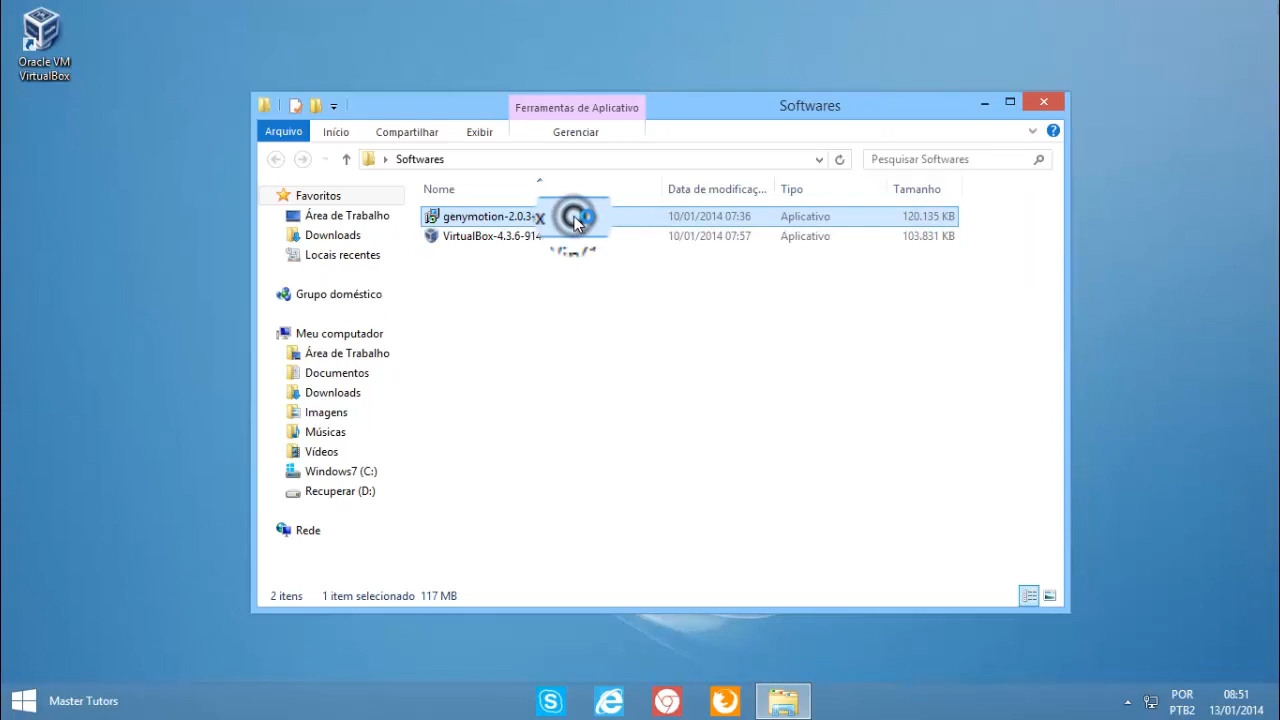 Oracle VM
VirtualBox
Ferramentas de Aplicativo
Softwares
Arquivo
Início
Compartilhar
Exibir
Gerenciar
Softwares
Pesquisar Softwares
Nome
Data de modificaç...
Tipo
Tamanho
Favoritos
genymotion-2.0.3-x
10/01/2014 07:36
Aplicativo
120.135 KB
Área de Trabalho
VirtualBox-4.3.6-914
10/01/2014 07:57
Aplicativo
103.831 KB
Downloads
Locais recentes
Grupo doméstico
Meu computador
Área de Trabalho
Documentos
Downloads
Imagens
Músicas
Vídeos
Windows7 (C:)
Recuperar (D:)
Rede
2 itens
1 item selecionado 117 MB
Master Tutors
POR
PTB2
08:51
13/01/2014